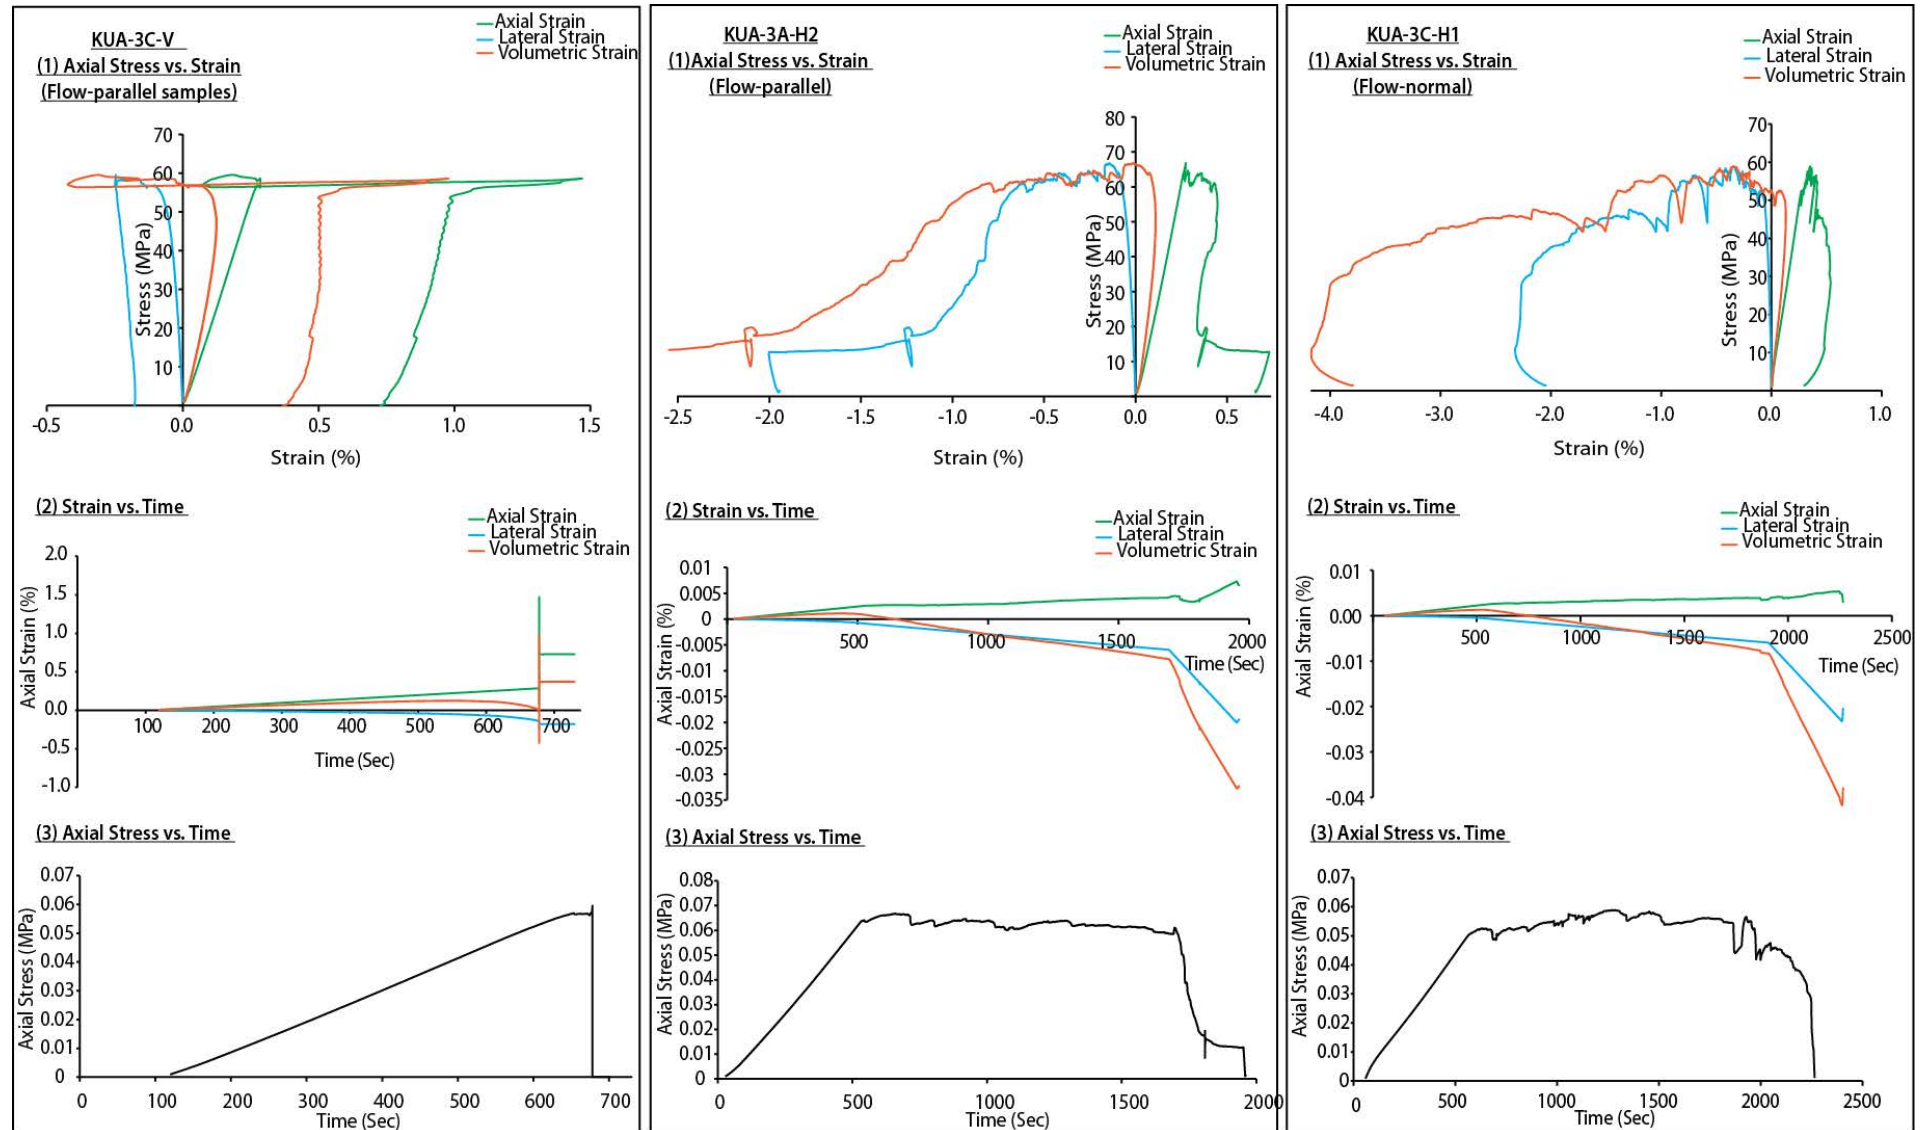 KUA-3C-V
(1) Axial Stress vs. Strain
(Flow-parallel samples)
Axial Strain
Lateral Strain
Volumetric Strain
70
60
50
40
30
20
10
Stress (MPa)
-0.5
0.0
0.5
1.0
1.5
Strain (%)
(2) Strain vs. Time
Axial Strain
Lateral Strain
Volumetric Strain
2.0
1.5
1.0
0.5
0.0
-0.5
-1.0
Axial Strain (%)
100
200
300
400
500
600
700
Time (Sec)
(3) Axial Stress vs. Time
0.07
0.06
0.05
0.04
0.03
0.02
0.01
0
Axial Stress (MPa)
0
100
200
300
400
500
600
700
Time (Sec)
KUA-3A-H2
(1)Axial Stress vs. Strain
(Flow-parallel)
Axial Strain
Lateral Strain
Volumetric Strain
80
70
60
50
40
30
20
10
Stress (MPa)
-2.5
-2.0
-1.5
-1.0
-0.5
0.0
0.5
Strain (%)
(2) Strain vs. Time
Axial Strain
Lateral Strain
Volumetric Strain
0.01
0.005
0
-0.005
-0.01
-0.015
-0.02
-0.025
-0.03
-0.035
Axial Strain (%)
500
1000
1500
2000
Time (Sec)
(3) Axial Stress vs. Time
0.08
0.07
0.06
0.05
0.04
0.03
0.02
0.01
0
Axial Stress (MPa)
0
500
1000
1500
2000
Time (Sec)
KUA-3C-H1
(1) Axial Stress vs. Strain
(Flow-normal)
Axial Strain
Lateral Strain
Volumetric Strain
70
60
50
40
30
20
10
Stress (MPa)
-4.0
-3.0
-2.0
-1.0
0.0
1.0
Strain (%)
(2) Strain vs. Time
Axial Strain
Lateral Strain
Volumetric Strain
0.01
0.00
-0.01
-0.02
-0.03
-0.04
Axial Strain (%)
500
1000
1500
2000
2500
Time (Sec)
(3) Axial Stress vs. Time
0.07
0.06
0.05
0.04
0.03
0.02
0.01
0
Axial Stress (MPa)
0
500
1000
1500
2000
2500
Time (Sec)